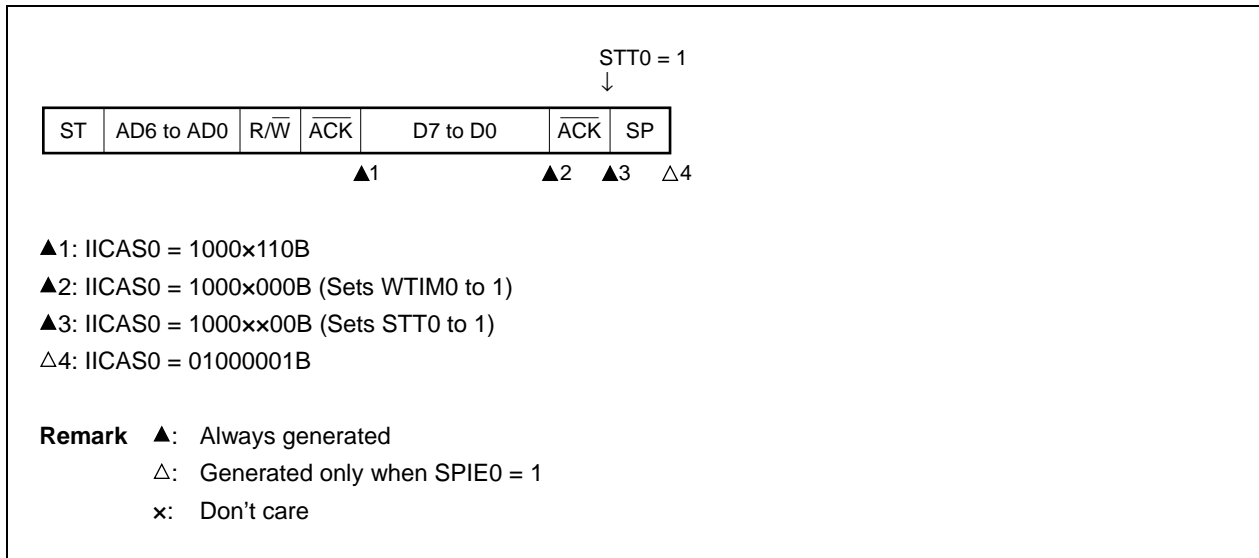 STT0 = 1
↓
ST AD6 to AD0 R/W̅ A̅C̅K̅ D7 to D0 A̅C̅K̅ SP
▲1 ▲2 ▲3 △4
▲1: IICAS0 = 1000×110B
▲2: IICAS0 = 1000×000B (Sets WTIM0 to 1)
▲3: IICAS0 = 1000××00B (Sets STT0 to 1)
△4: IICAS0 = 01000001B
Remark ▲: Always generated
△: Generated only when SPIE0 = 1
×: Don't care